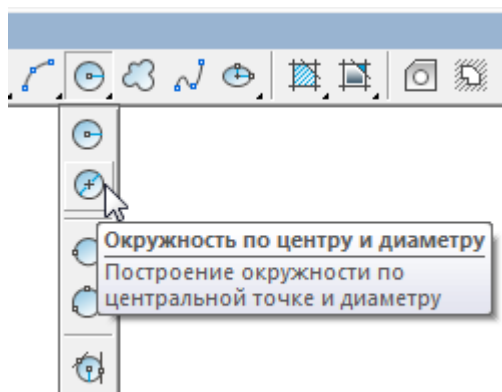 Окружность по центру и диаметру
Построение окружности по
центральной точке и диаметру